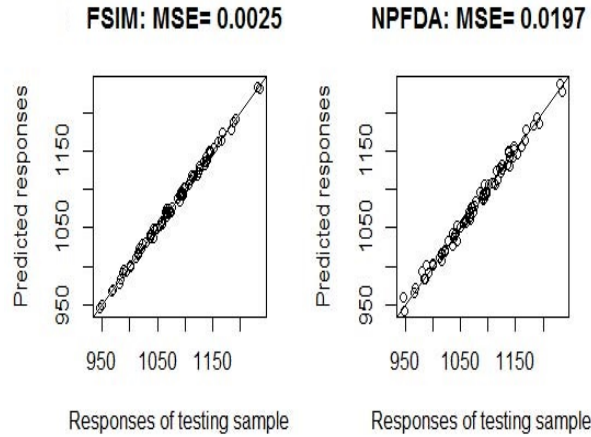 FSIM: MSE= 0.0025
Predicted responses
950 1050 1150
950 1050 1150
Responses of testing sample
NPFDA: MSE= 0.0197
Predicted responses
950 1050 1150
950 1050 1150
Responses of testing sample